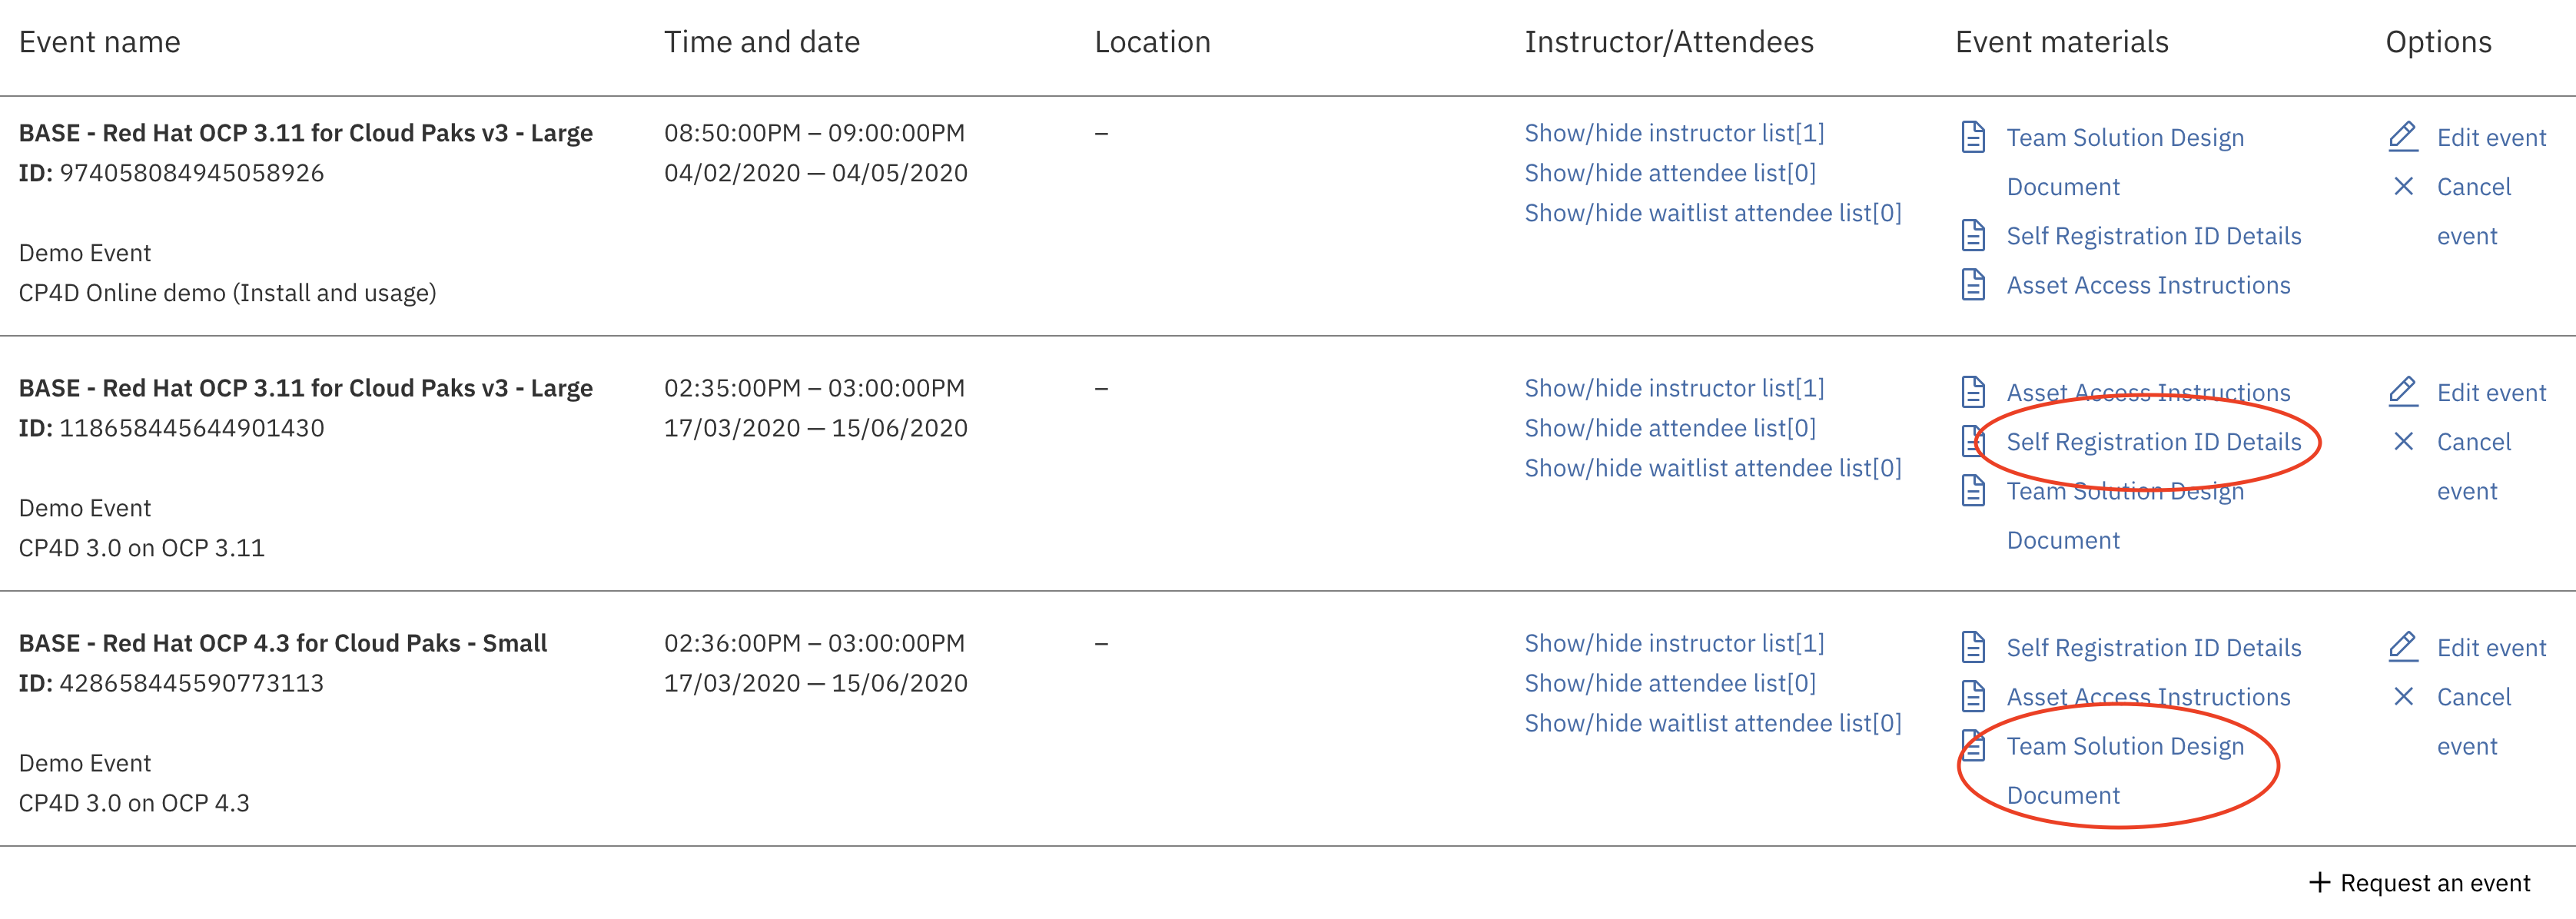 Event name
Time and date
Location
Instructor/Attendees
Event materials
Options
BASE - Red Hat OCP 3.11 for Cloud Paks v3 - Large
ID: 974058084945058926
Demo Event
CP4D Online demo (Install and usage)
08:50:00PM – 09:00:00PM
04/02/2020 — 04/05/2020
–
Show/hide instructor list[1]
Show/hide attendee list[0]
Show/hide waitlist attendee list[0]
Team Solution Design
Document
Self Registration ID Details
Asset Access Instructions
Edit event
Cancel
event
BASE - Red Hat OCP 3.11 for Cloud Paks v3 - Large
ID: 118658445644901430
Demo Event
CP4D 3.0 on OCP 3.11
02:35:00PM – 03:00:00PM
17/03/2020 — 15/06/2020
–
Show/hide instructor list[1]
Show/hide attendee list[0]
Show/hide waitlist attendee list[0]
Asset Access Instructions
Self Registration ID Details
Team Solution Design
Document
Edit event
Cancel
event
BASE - Red Hat OCP 4.3 for Cloud Paks - Small
ID: 428658445590773113
Demo Event
CP4D 3.0 on OCP 4.3
02:36:00PM – 03:00:00PM
17/03/2020 — 15/06/2020
–
Show/hide instructor list[1]
Show/hide attendee list[0]
Show/hide waitlist attendee list[0]
Self Registration ID Details
Asset Access Instructions
Team Solution Design
Document
Edit event
Cancel
event
+ Request an event